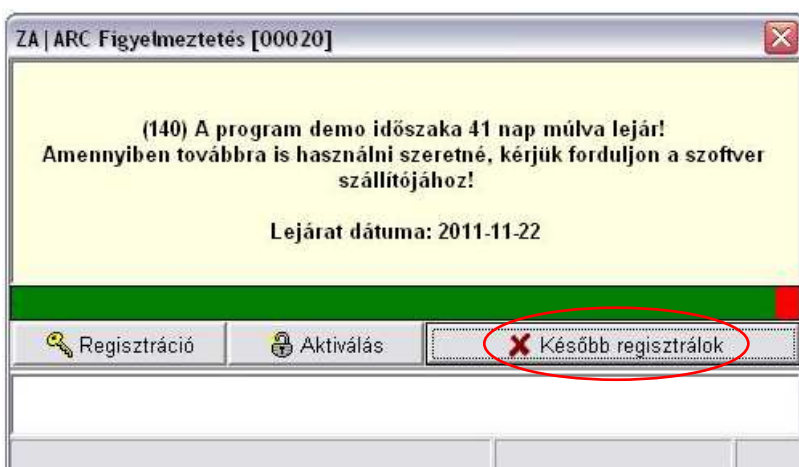 ZA | ARC Figyelmeztetés [00020]
(140) A program demo időszaka 41 nap múlva lejár!
Amennyiben továbbra is használni szeretné, kérjük forduljon a szoftver
szállítójához!
Lejárat dátuma: 2011-11-22
Regisztráció Aktiválás Később regisztrálok